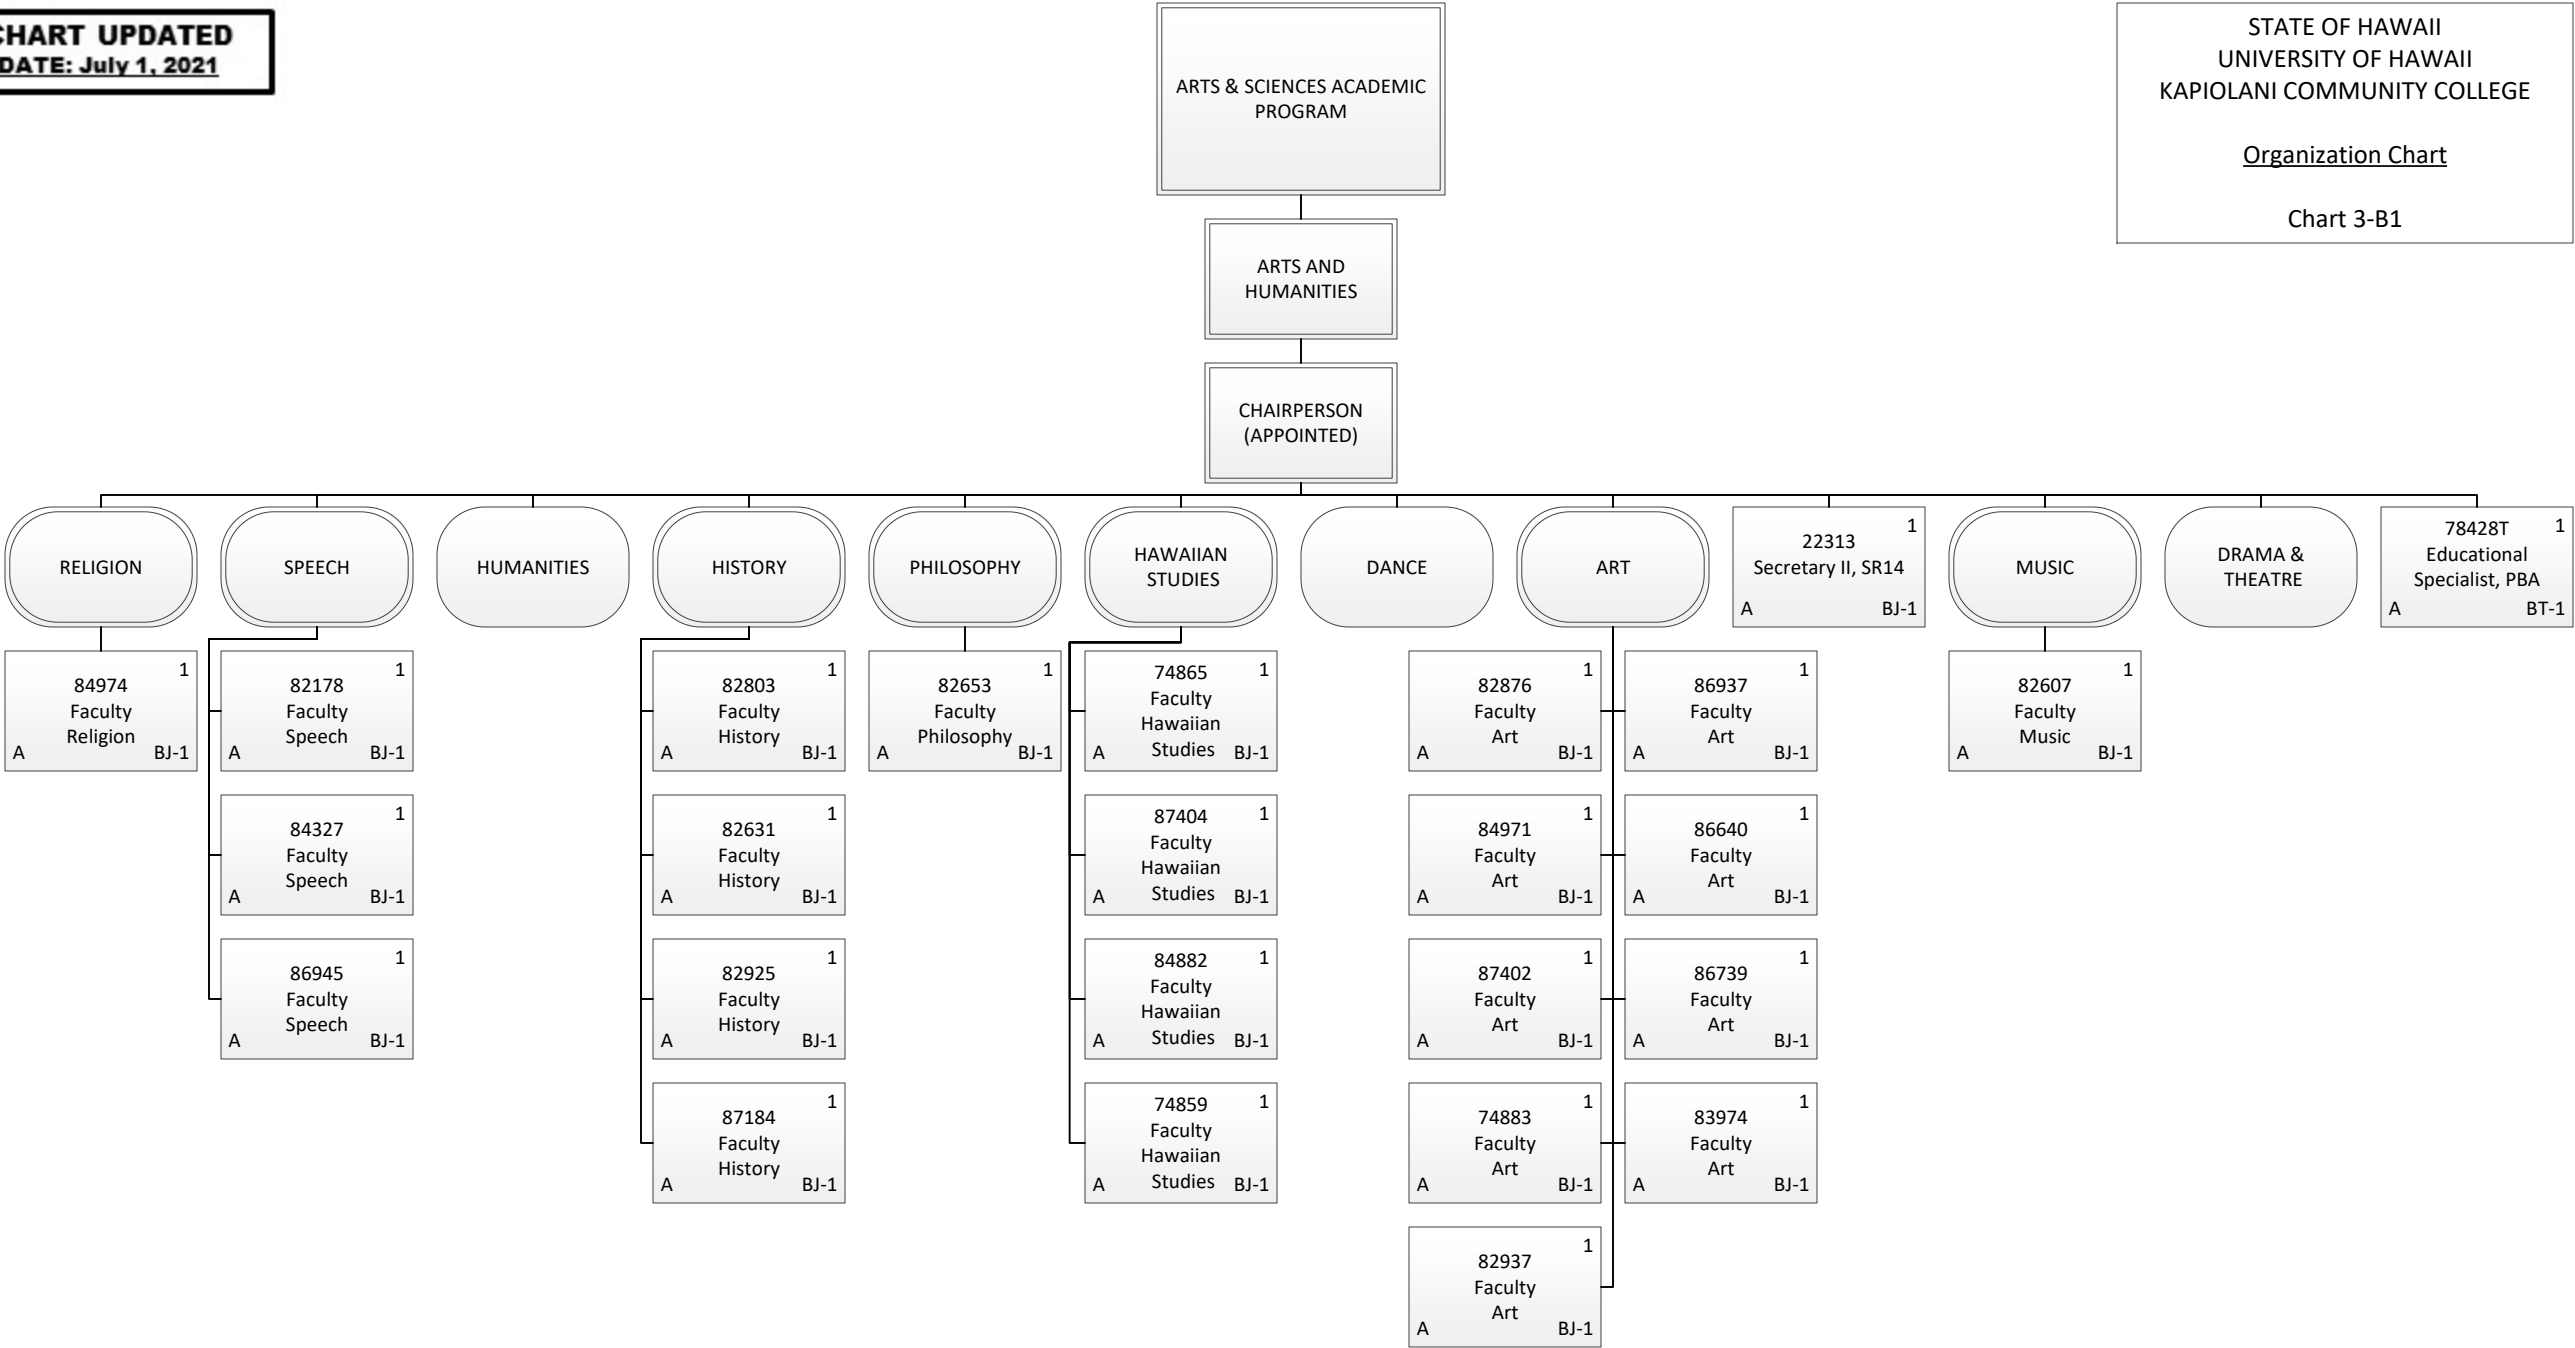 CHART UPDATED
DATE: July 1, 2021
ARTS & SCIENCES ACADEMIC
PROGRAM
STATE OF HAWAII
UNIVERSITY OF HAWAII
KAPIOLANI COMMUNITY COLLEGE
Organization Chart
Chart 3-B1
ARTS AND
HUMANITIES
CHAIRPERSON
(APPOINTED)
RELIGION
SPEECH
HUMANITIES
HISTORY
PHILOSOPHY
HAWAIIAN
STUDIES
DANCE
ART
1
22313
Secretary II, SR14
A BJ-1
MUSIC
DRAMA &
THEATRE
78428T 1
Educational
Specialist, PBA
A BT-1
1
84974
Faculty
Religion
A BJ-1
1
82178
Faculty
Speech
A BJ-1
1
84327
Faculty
Speech
A BJ-1
1
86945
Faculty
Speech
A BJ-1
1
82803
Faculty
History
A BJ-1
1
82631
Faculty
History
A BJ-1
1
82925
Faculty
History
A BJ-1
1
87184
Faculty
History
A BJ-1
1
82653
Faculty
Philosophy
A BJ-1
74865 1
Faculty
Hawaiian
Studies
A BJ-1
87404 1
Faculty
Hawaiian
Studies
A BJ-1
84882 1
Faculty
Hawaiian
Studies
A BJ-1
74859 1
Faculty
Hawaiian
Studies
A BJ-1
1
82876
Faculty
Art
A BJ-1
1
84971
Faculty
Art
A BJ-1
1
87402
Faculty
Art
A BJ-1
1
74883
Faculty
Art
A BJ-1
1
82937
Faculty
Art
A BJ-1
1
86937
Faculty
Art
A BJ-1
1
86640
Faculty
Art
A BJ-1
1
86739
Faculty
Art
A BJ-1
1
83974
Faculty
Art
A BJ-1
1
82607
Faculty
Music
A BJ-1